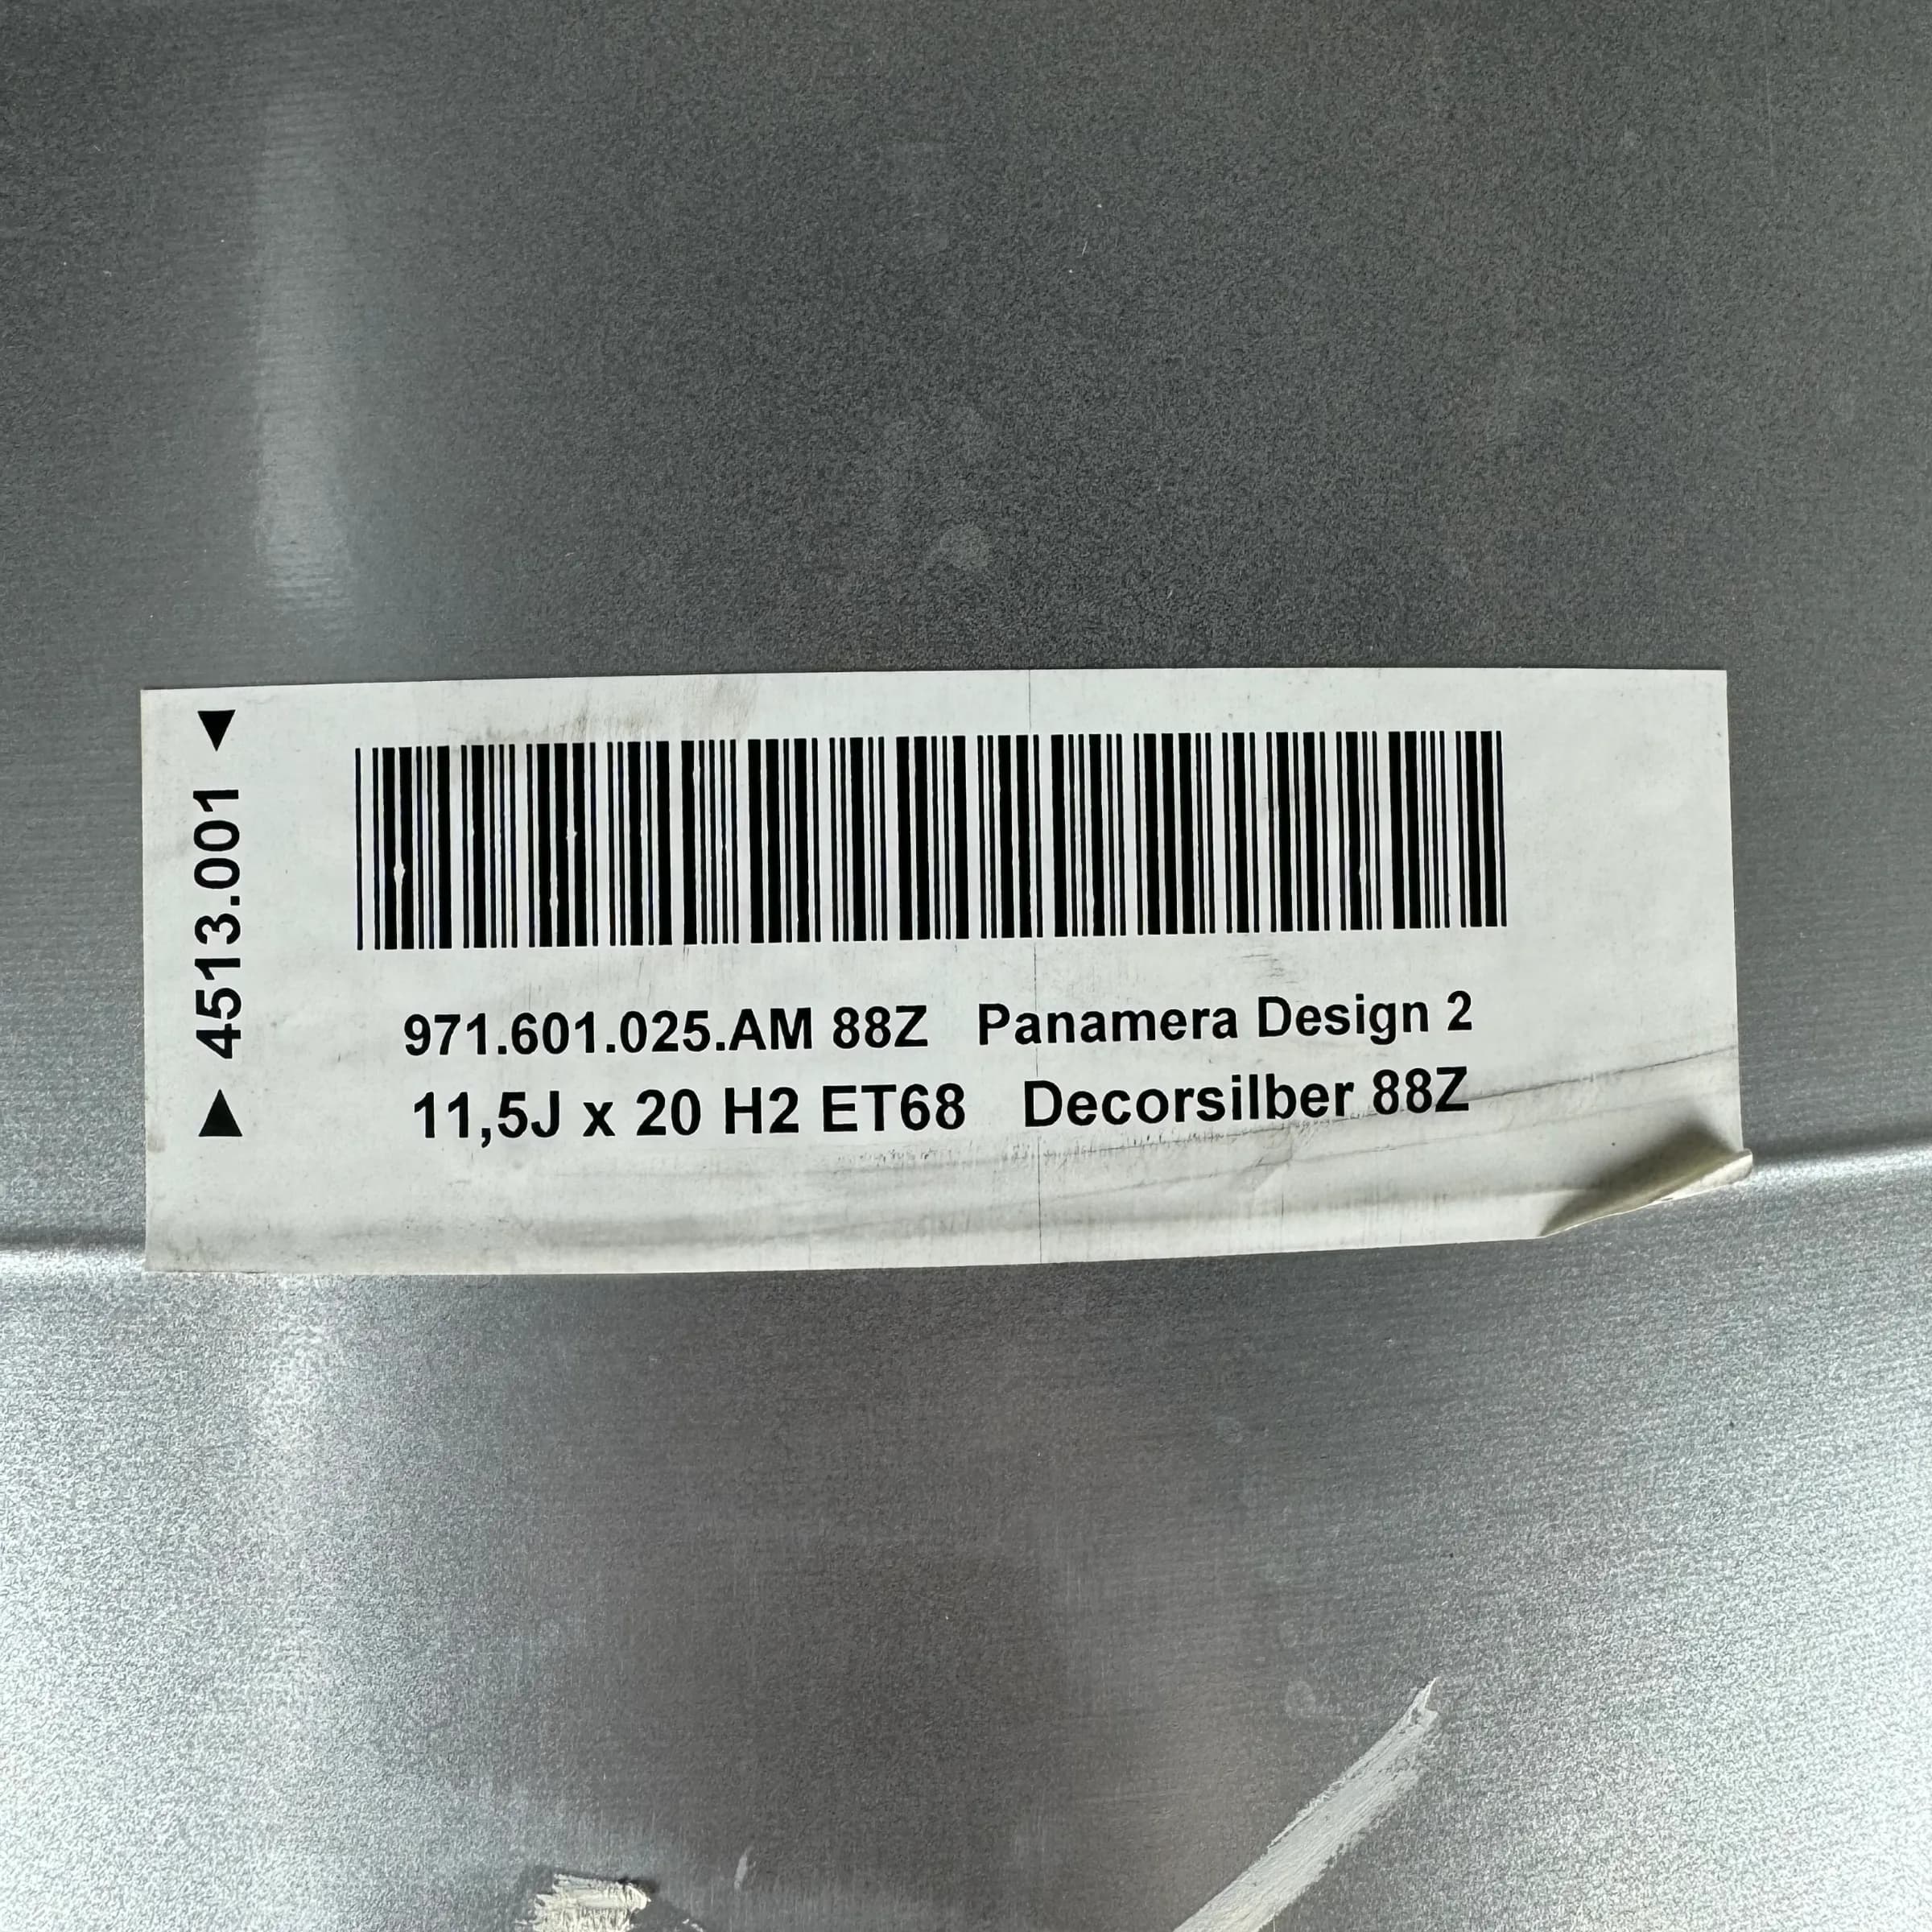 ▶ 4513.001 ◀
971.601.025.AM 88Z Panamera Design 2
11,5J x 20 H2 ET68 Decorsilber 88Z